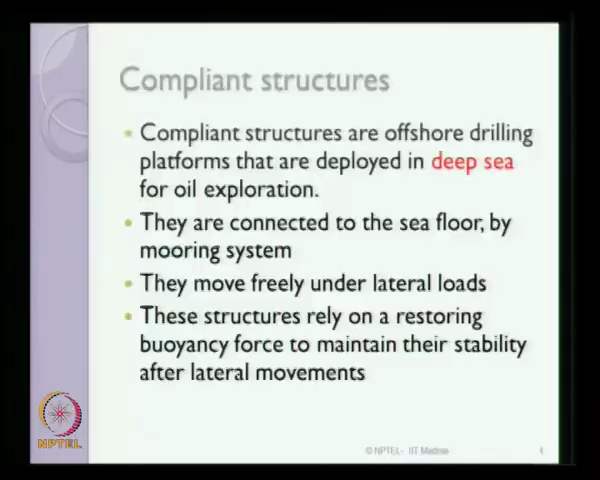 Compliant structures
Compliant structures are offshore drilling
platforms that are deployed in deep sea
for oil exploration.
They are connected to the sea floor, by
mooring system
They move freely under lateral loads
These structures rely on a restoring
buoyancy force to maintain their stability
after lateral movements
NPTEL
© NPTEL- IIT Madras